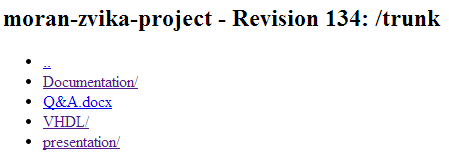 moran-zvika-project - Revision 134: /trunk
..
Documentation/
Q&A.docx
VHDL/
presentation/